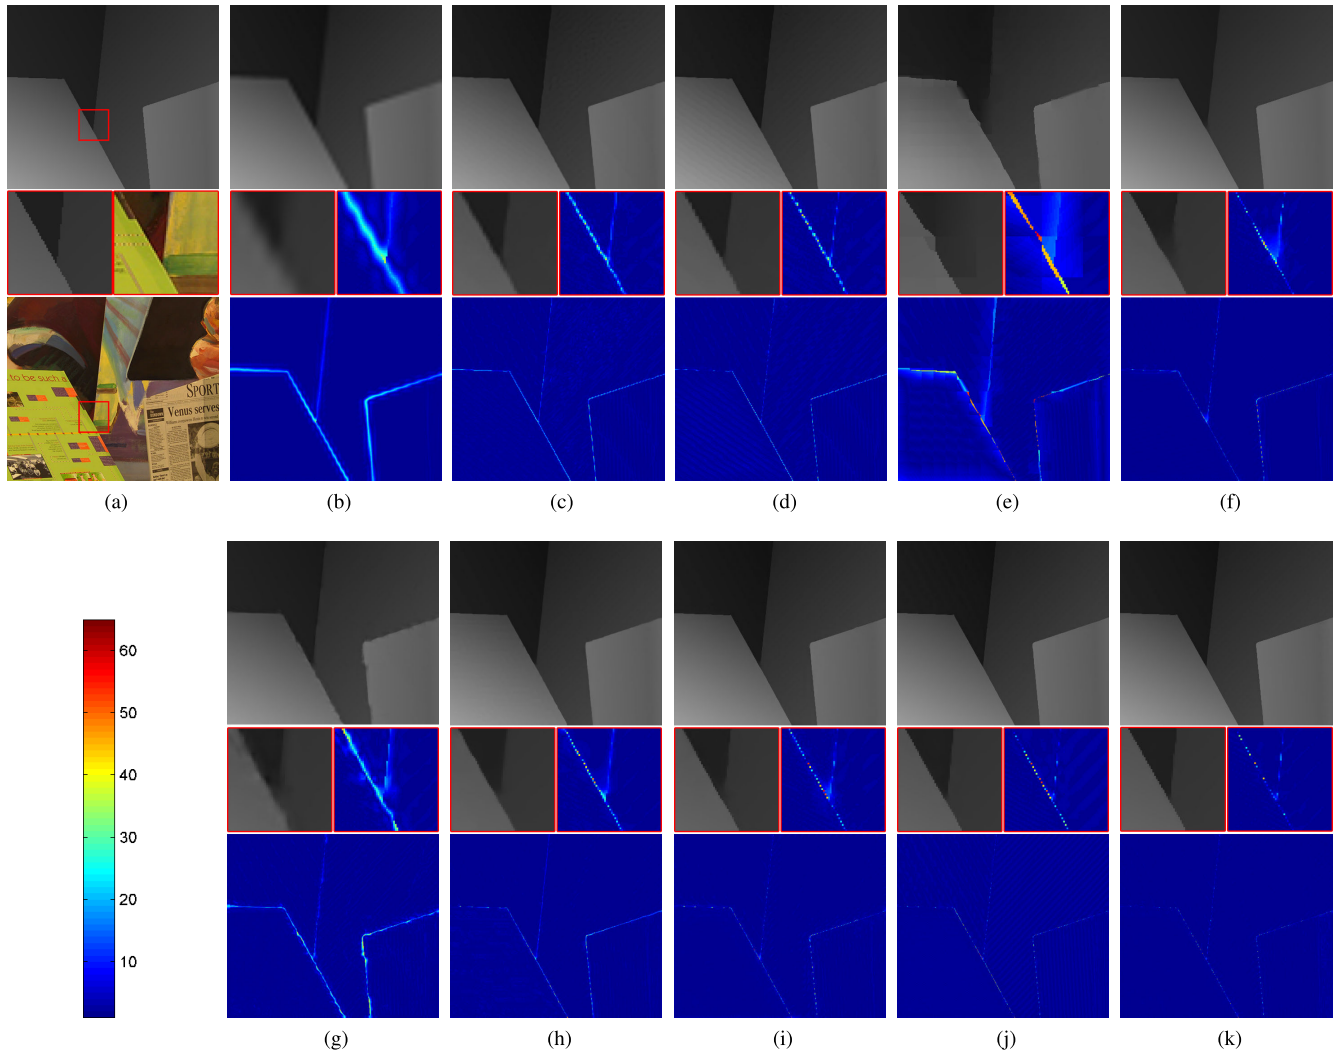 to be such a
SPORT
Venus serves
(a)
(b)
(c)
(d)
(e)
(f)
60
50
40
30
20
10
(g)
(h)
(i)
(j)
(k)